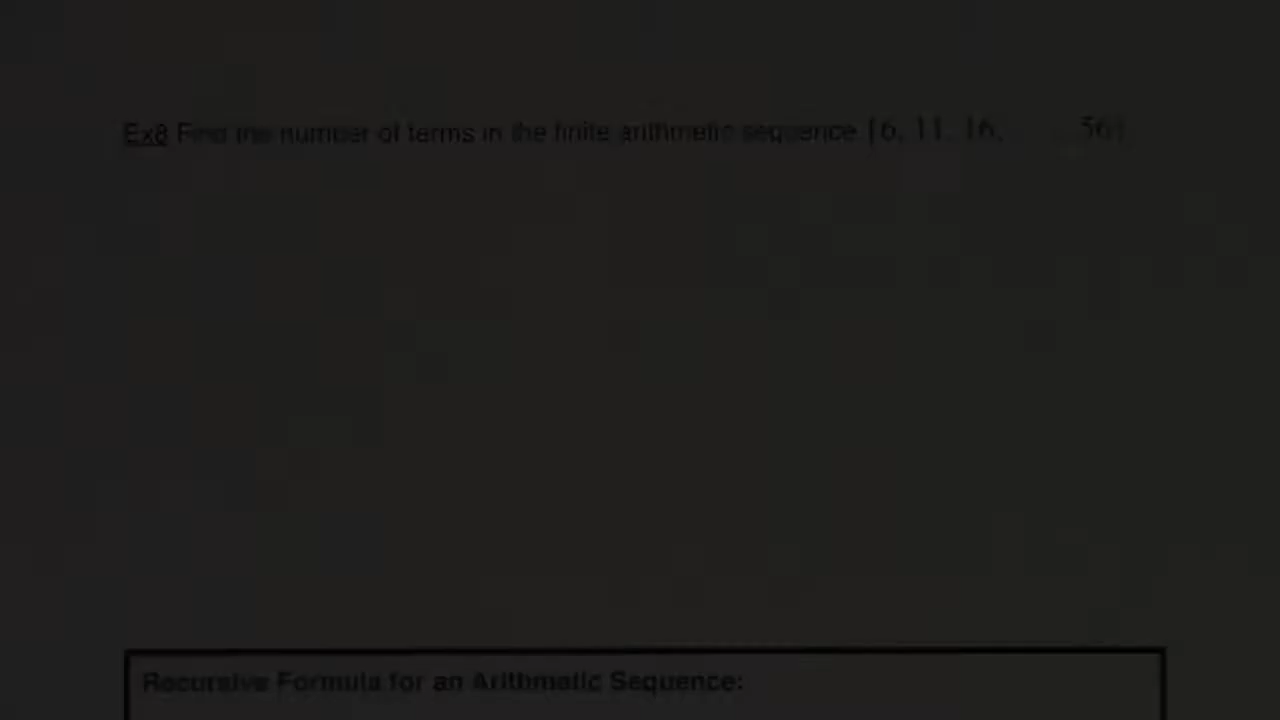 Ex8 Find the number of terms in the finite arithmetic sequence {6, 11, 16, ... , 56}
Recursive Formula for an Arithmetic Sequence: